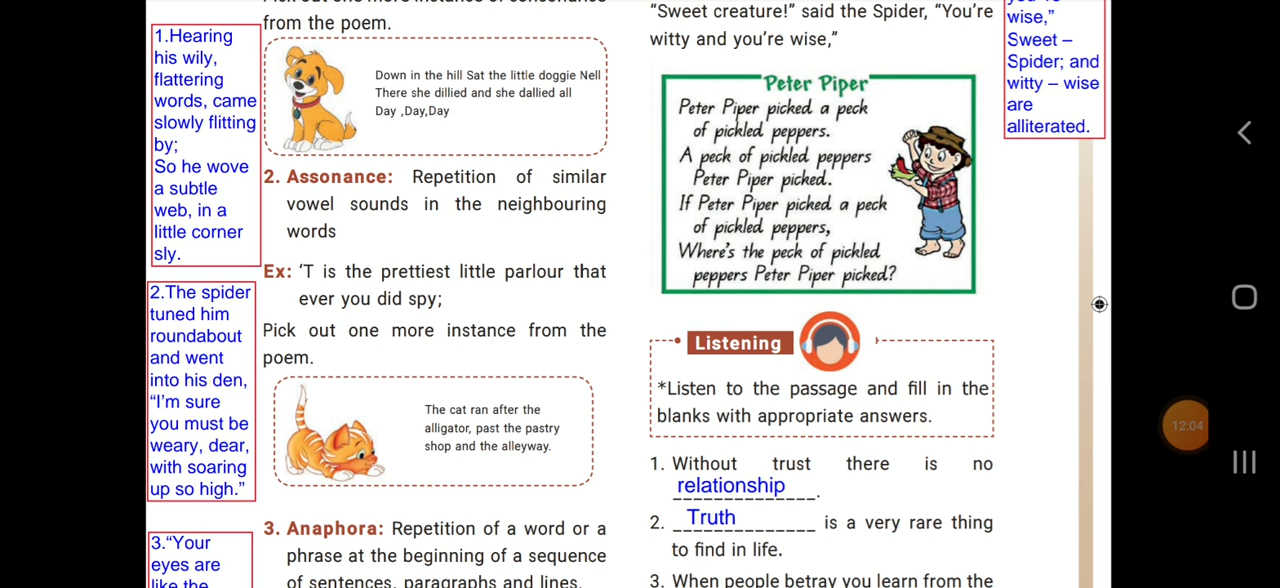 1.Hearing
his wily,
flattering
words, came
slowly flitting
by;
So he wove
a subtle
web, in a
little corner
sly.
2.The spider
tuned him
roundabout
and went
into his den,
“I’m sure
you must be
weary, dear,
with soaring
up so high.”
3.“Your
eyes are
like the
from the poem.
Down in the hill Sat the little doggie Nell
There she dillied and she dallied all
Day ,Day,Day
2. Assonance: Repetition of similar
vowel sounds in the neighbouring
words
Ex: ‘T is the prettiest little parlour that
ever you did spy;
Pick out one more instance from the
poem.
The cat ran after the
alligator, past the pastry
shop and the alleyway.
3. Anaphora: Repetition of a word or a
phrase at the beginning of a sequence
of sentences, paragraphs and lines.
“Sweet creature!” said the Spider, “You’re
witty and you’re wise,”
Peter Piper
Peter Piper picked a peck
of pickled peppers.
A peck of pickled peppers
Peter Piper picked.
If Peter Piper picked a peck
of pickled peppers,
Where’s the peck of pickled
peppers Peter Piper picked?
Listening
*Listen to the passage and fill in the
blanks with appropriate answers.
1. Without trust there is no
relationship.
2. Truth is a very rare thing
to find in life.
3. When people betray you learn from the
wise,”
Sweet –
Spider; and
witty – wise
are
alliterated.
12:04